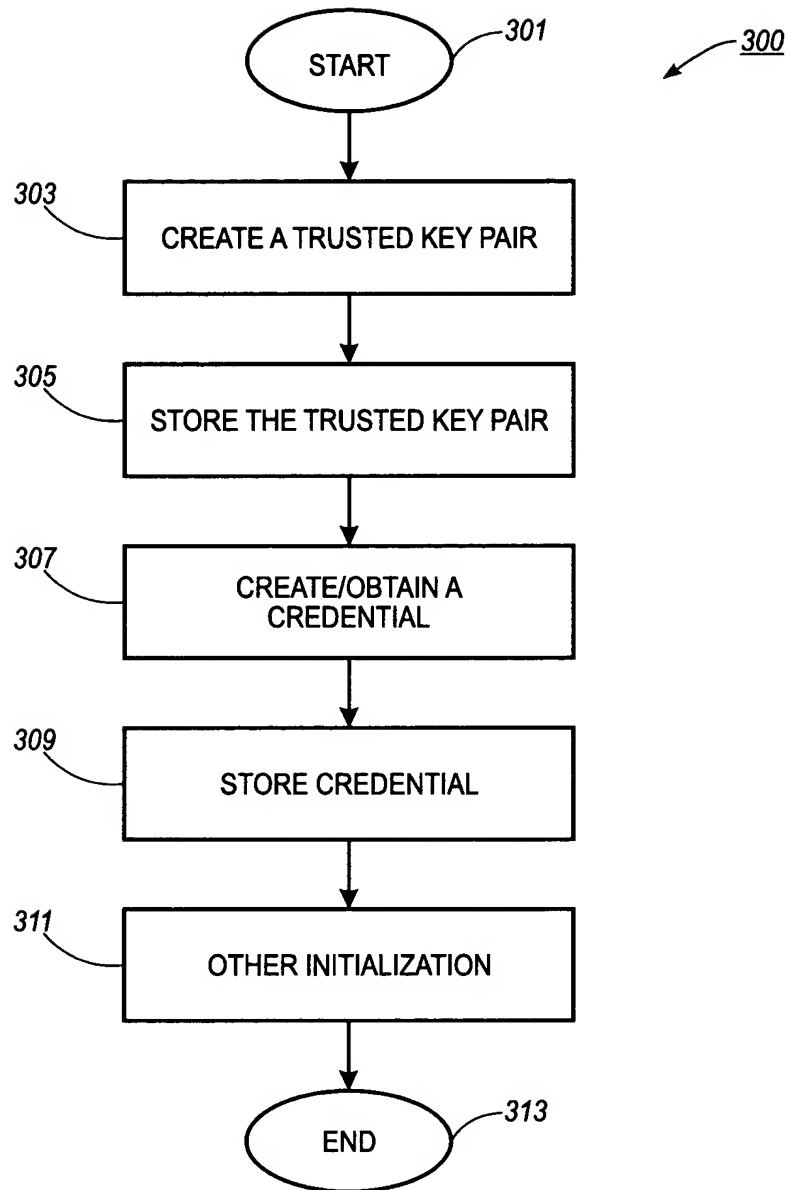 START
301
300
303
CREATE A TRUSTED KEY PAIR
305
STORE THE TRUSTED KEY PAIR
307
CREATE/OBTAIN A
CREDENTIAL
309
STORE CREDENTIAL
311
OTHER INITIALIZATION
END
313